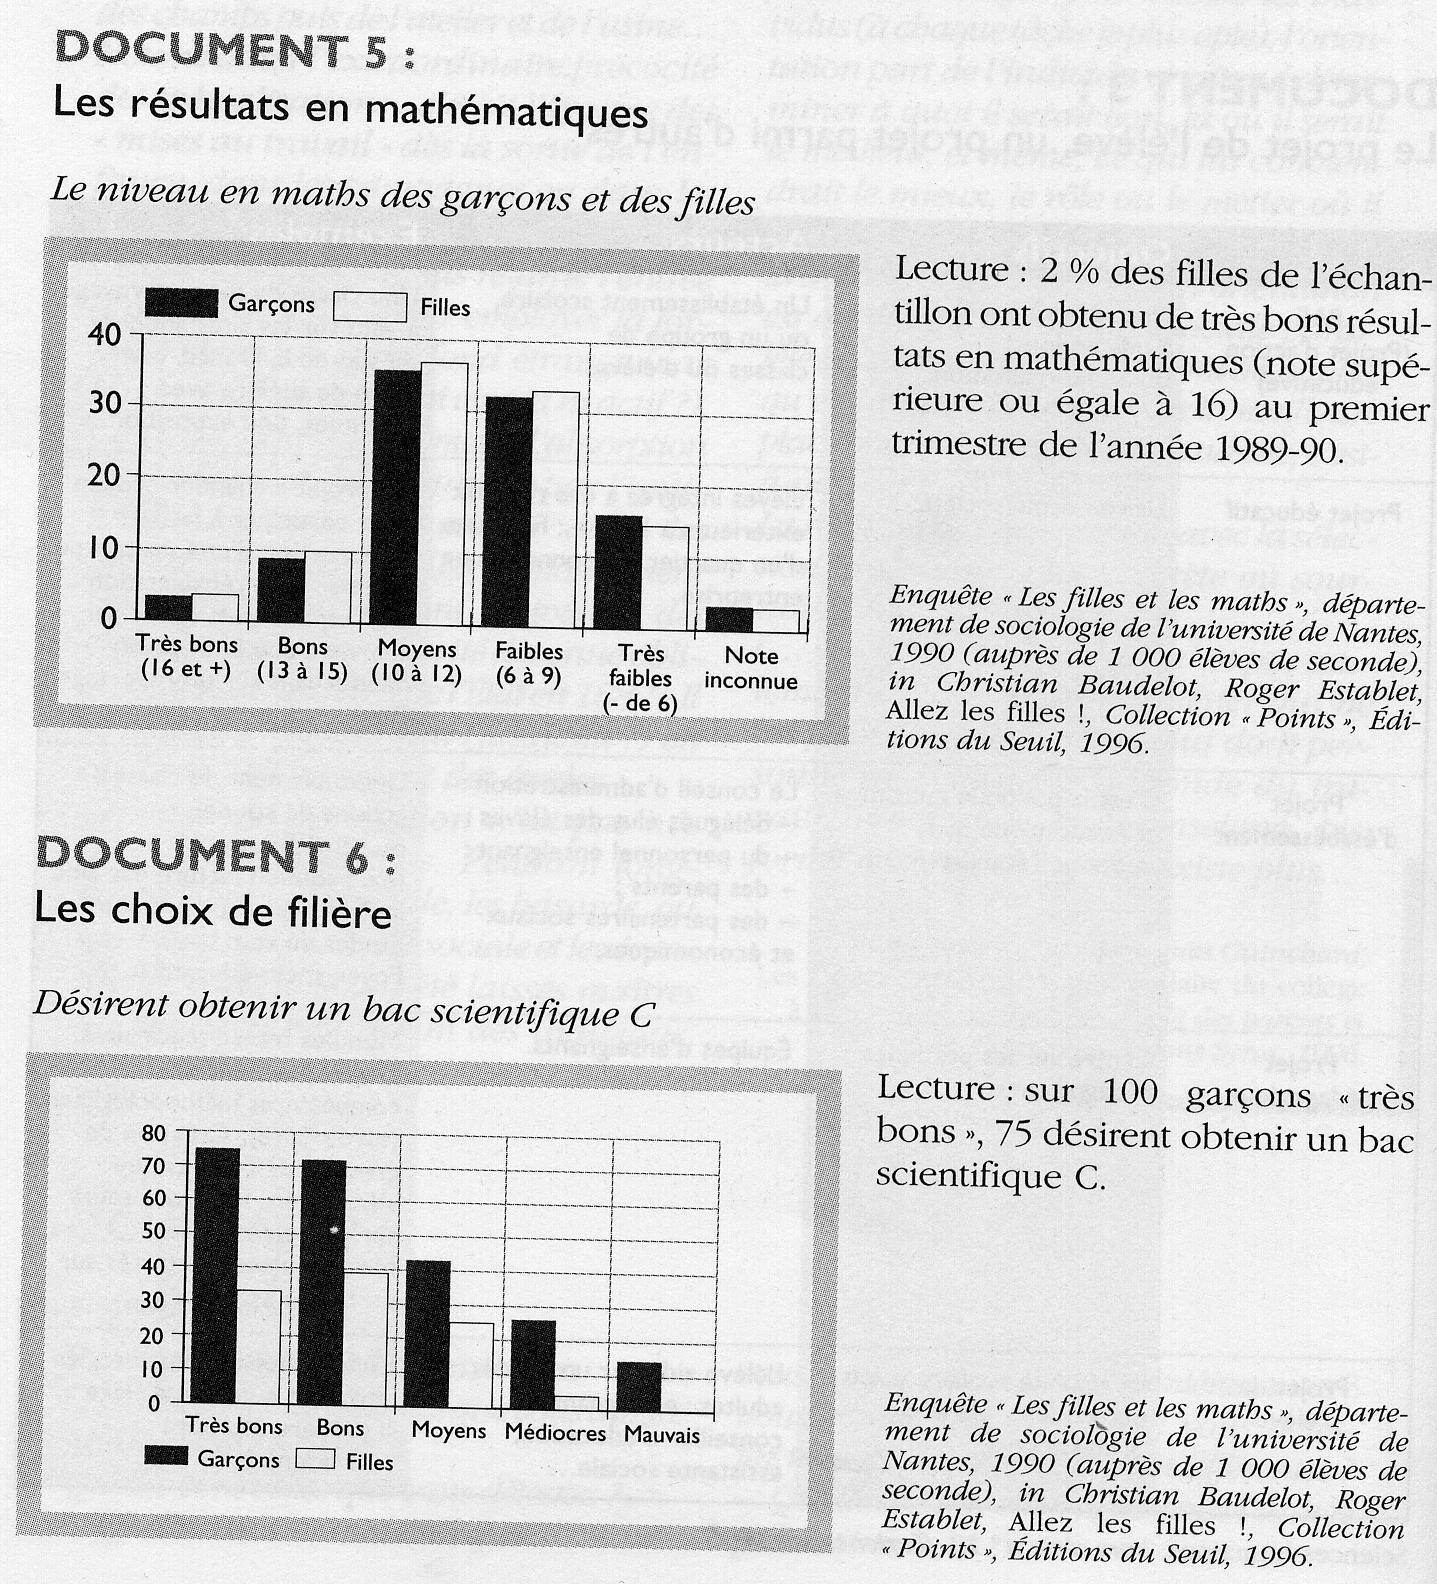 DOCUMENT 5 :
Les résultats en mathématiques
Le niveau en maths des garçons et des filles
Garçons Filles
40
30
20
10
0
Très bons
(16 et +)
Bons
(13 à 15)
Moyens
(10 à 12)
Faibles
(6 à 9)
Très
faibles
(- de 6)
Note
inconnue
Lecture : 2 % des filles de l'échan-
tillon ont obtenu de très bons résul-
tats en mathématiques (note supé-
rieure ou égale à 16) au premier
trimestre de l'année 1989-90.
Enquête « Les filles et les maths », départe-
ment de sociologie de l'université de Nantes,
1990 (auprès de 1 000 élèves de seconde),
in Christian Baudelot, Roger Establet,
Allez les filles !, Collection « Points », Édi-
tions du Seuil, 1996.
DOCUMENT 6 :
Les choix de filière
Désirent obtenir un bac scientifique C
80
70
60
50
40
30
20
10
0
Très bons
Bons
Moyens
Médiocres
Mauvais
Garçons Filles
Lecture : sur 100 garçons « très
bons », 75 désirent obtenir un bac
scientifique C.
Enquête « Les filles et les maths », départe-
ment de sociologie de l'université de
Nantes, 1990 (auprès de 1 000 élèves de
seconde), in Christian Baudelot, Roger
Establet, Allez les filles !, Collection
« Points », Éditions du Seuil, 1996.